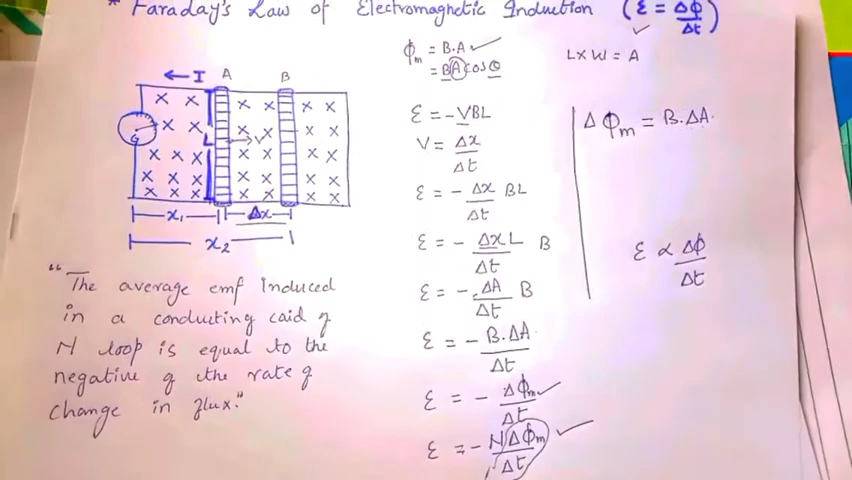 * Faraday's Law of Electromagnetic Induction (ε = Δϕ/Δt)
ϕm = B.A
= BA cos θ
L×W = A
← I A B
G L → V
x₁ Δx
x₂
"The average emf induced
in a conducting coid of
N loop is equal to the
negative of the rate of
change in flux."
ε = -VBL
V = Δx/Δt
ε = - Δx/Δt BL
ε = - ΔxL/Δt B
ε = - ΔA/Δt B
ε = - B.ΔA/Δt
ε = - Δϕm/Δt
ε = - NΔϕm/Δt
Δϕm = B.ΔA
ε ∝ Δϕ/Δt